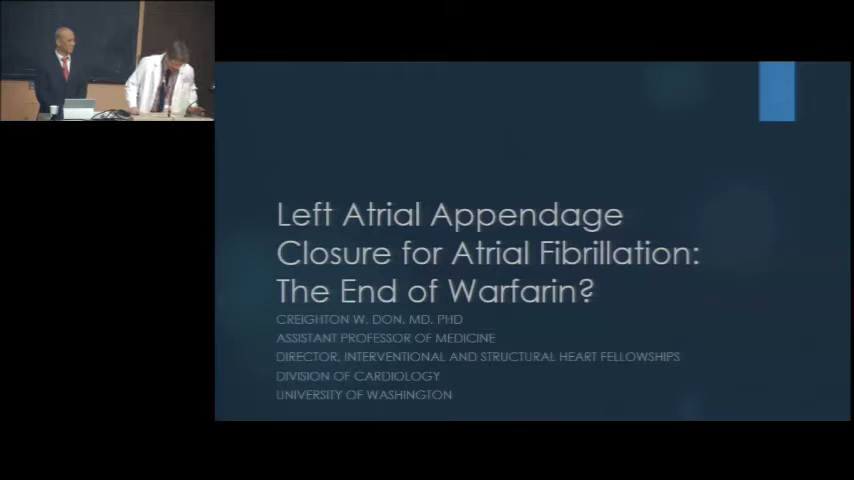 Left Atrial Appendage
Closure for Atrial Fibrillation:
The End of Warfarin?
CREIGHTON W. DON, MD, PHD
ASSISTANT PROFESSOR OF MEDICINE
DIRECTOR, INTERVENTIONAL AND STRUCTURAL HEART FELLOWSHIPS
DIVISION OF CARDIOLOGY
UNIVERSITY OF WASHINGTON